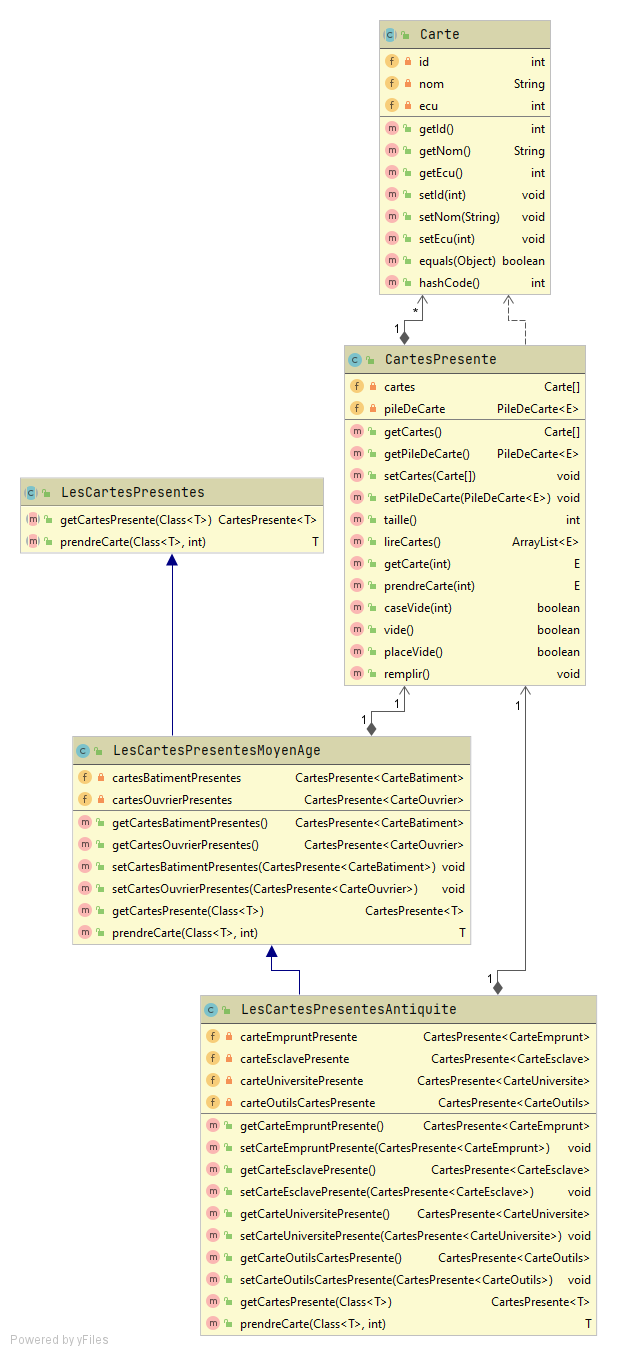 Carte
id int
nom String
ecu int
getId() int
getNom() String
getEcu() int
setId(int) void
setNom(String) void
setEcu(int) void
equals(Object) boolean
hashCode() int
*
1
CartesPresente
cartes Carte[]
pileDeCarte PileDeCarte<E>
getCartes() Carte[]
getPileDeCarte() PileDeCarte<E>
setCartes(Carte[]) void
setPileDeCarte(PileDeCarte<E>) void
taille() int
lireCartes() ArrayList<E>
getCarte(int) E
prendreCarte(int) E
caseVide(int) boolean
vide() boolean
placeVide() boolean
remplir() void
LesCartesPresentes
getCartesPresente(Class<T>) CartesPresente<T>
prendreCarte(Class<T>, int) T
1
1
1
LesCartesPresentesMoyenAge
cartesBatimentPresentes CartesPresente<CarteBatiment>
cartesOuvrierPresentes CartesPresente<CarteOuvrier>
getCartesBatimentPresentes() CartesPresente<CarteBatiment>
getCartesOuvrierPresentes() CartesPresente<CarteOuvrier>
setCartesBatimentPresentes(CartesPresente<CarteBatiment>) void
setCartesOuvrierPresentes(CartesPresente<CarteOuvrier>) void
getCartesPresente(Class<T>) CartesPresente<T>
prendreCarte(Class<T>, int) T
1
LesCartesPresentesAntiquite
carteEmpruntPresente CartesPresente<CarteEmprunt>
carteEsclavePresente CartesPresente<CarteEsclave>
carteUniversitePresente CartesPresente<CarteUniversite>
carteOutilsCartesPresente CartesPresente<CarteOutils>
getCarteEmpruntPresente() CartesPresente<CarteEmprunt>
setCarteEmpruntPresente(CartesPresente<CarteEmprunt>) void
getCarteEsclavePresente() CartesPresente<CarteEsclave>
setCarteEsclavePresente(CartesPresente<CarteEsclave>) void
getCarteUniversitePresente() CartesPresente<CarteUniversite>
setCarteUniversitePresente(CartesPresente<CarteUniversite>) void
getCarteOutilsCartesPresente() CartesPresente<CarteOutils>
setCarteOutilsCartesPresente(CartesPresente<CarteOutils>) void
getCartesPresente(Class<T>) CartesPresente<T>
prendreCarte(Class<T>, int) T
Powered by yFiles